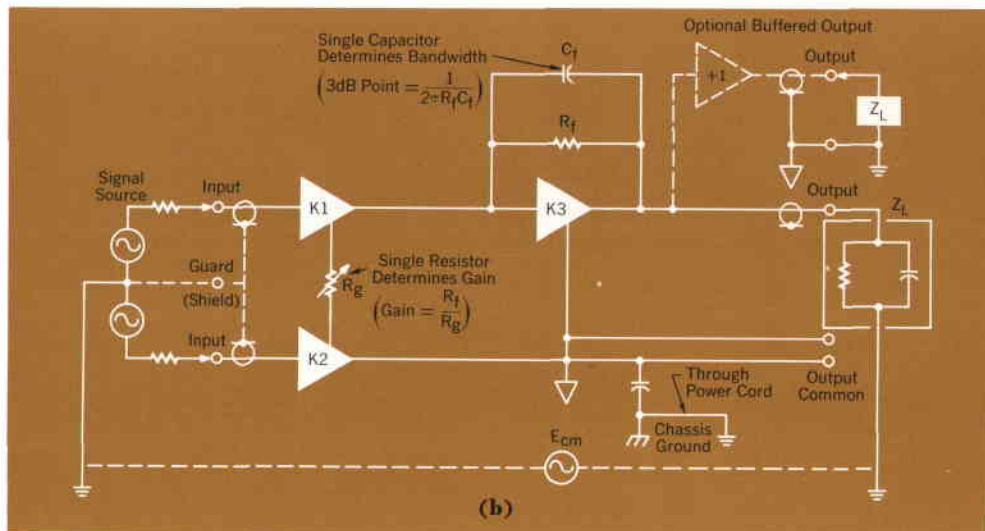 Single Capacitor
Determines Bandwidth
(3dB Point = 1/2πRfCf)
Cf
Rf
Optional Buffered Output
+1
Output
ZL
Signal
Source
Input
K1
K3
Output
ZL
Guard
(Shield)
Rg
Single Resistor
Determines Gain
(Gain = Rf/Rg)
Input
K2
Through
Power Cord
Output
Common
Chassis
Ground
Ecm
(b)